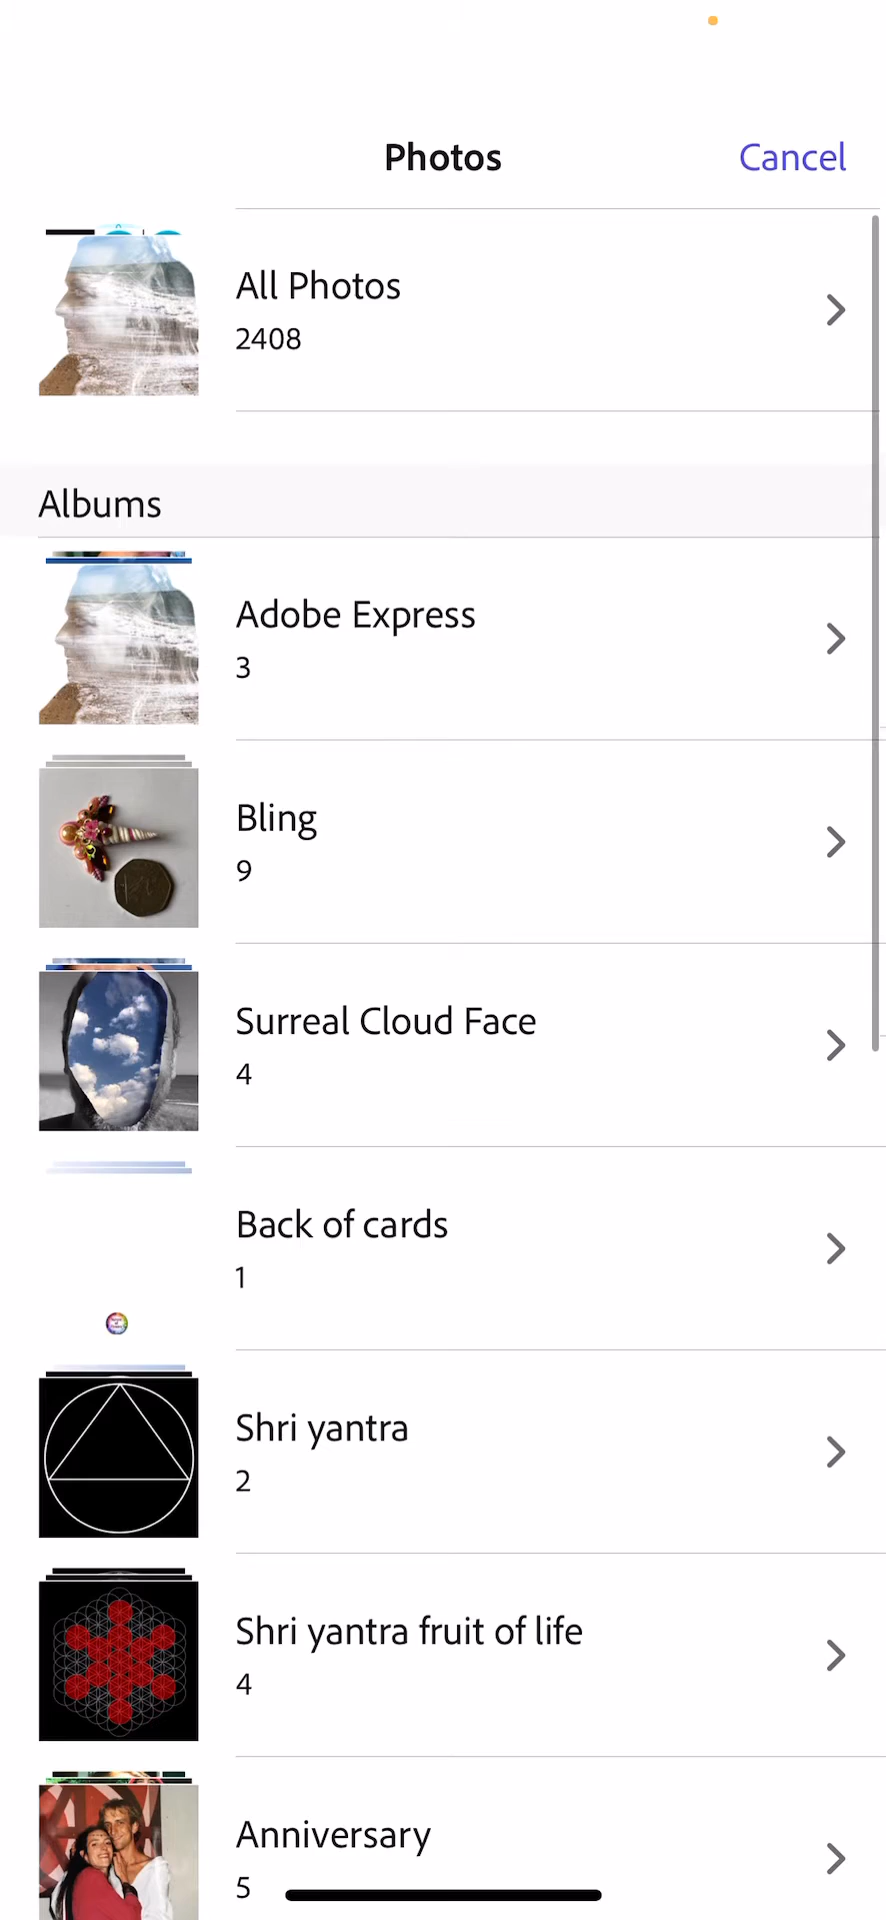 Photos
Cancel
All Photos
2408
Albums
Adobe Express
3
Bling
9
Surreal Cloud Face
4
Back of cards
1
Shri yantra
2
Shri yantra fruit of life
4
Anniversary
5